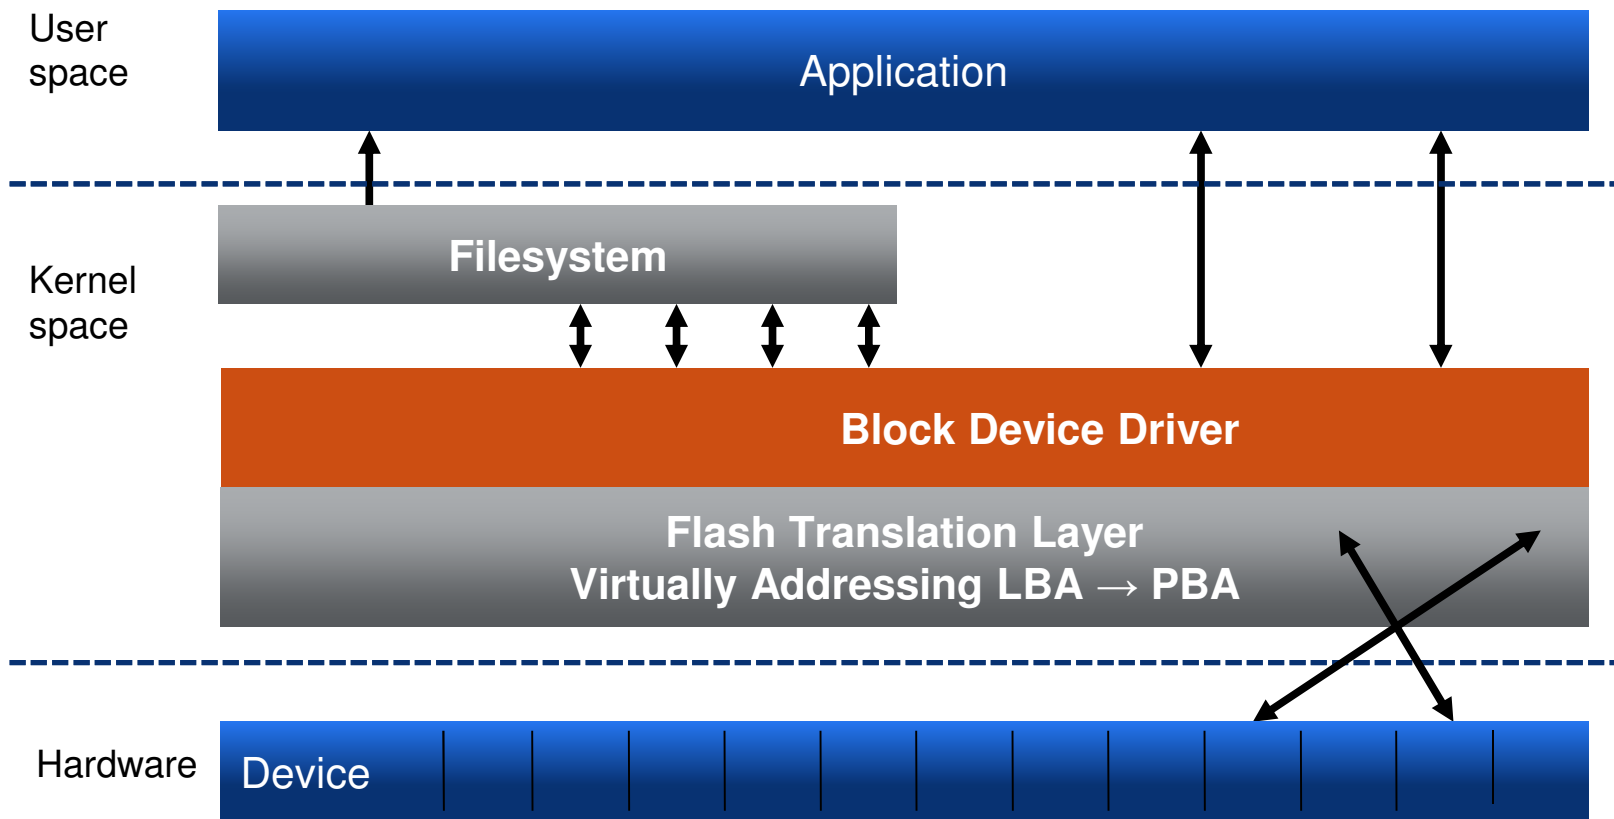 User
space
Application
Filesystem
Kernel
space
Block Device Driver
Flash Translation Layer
Virtually Addressing LBA → PBA
Hardware
Device